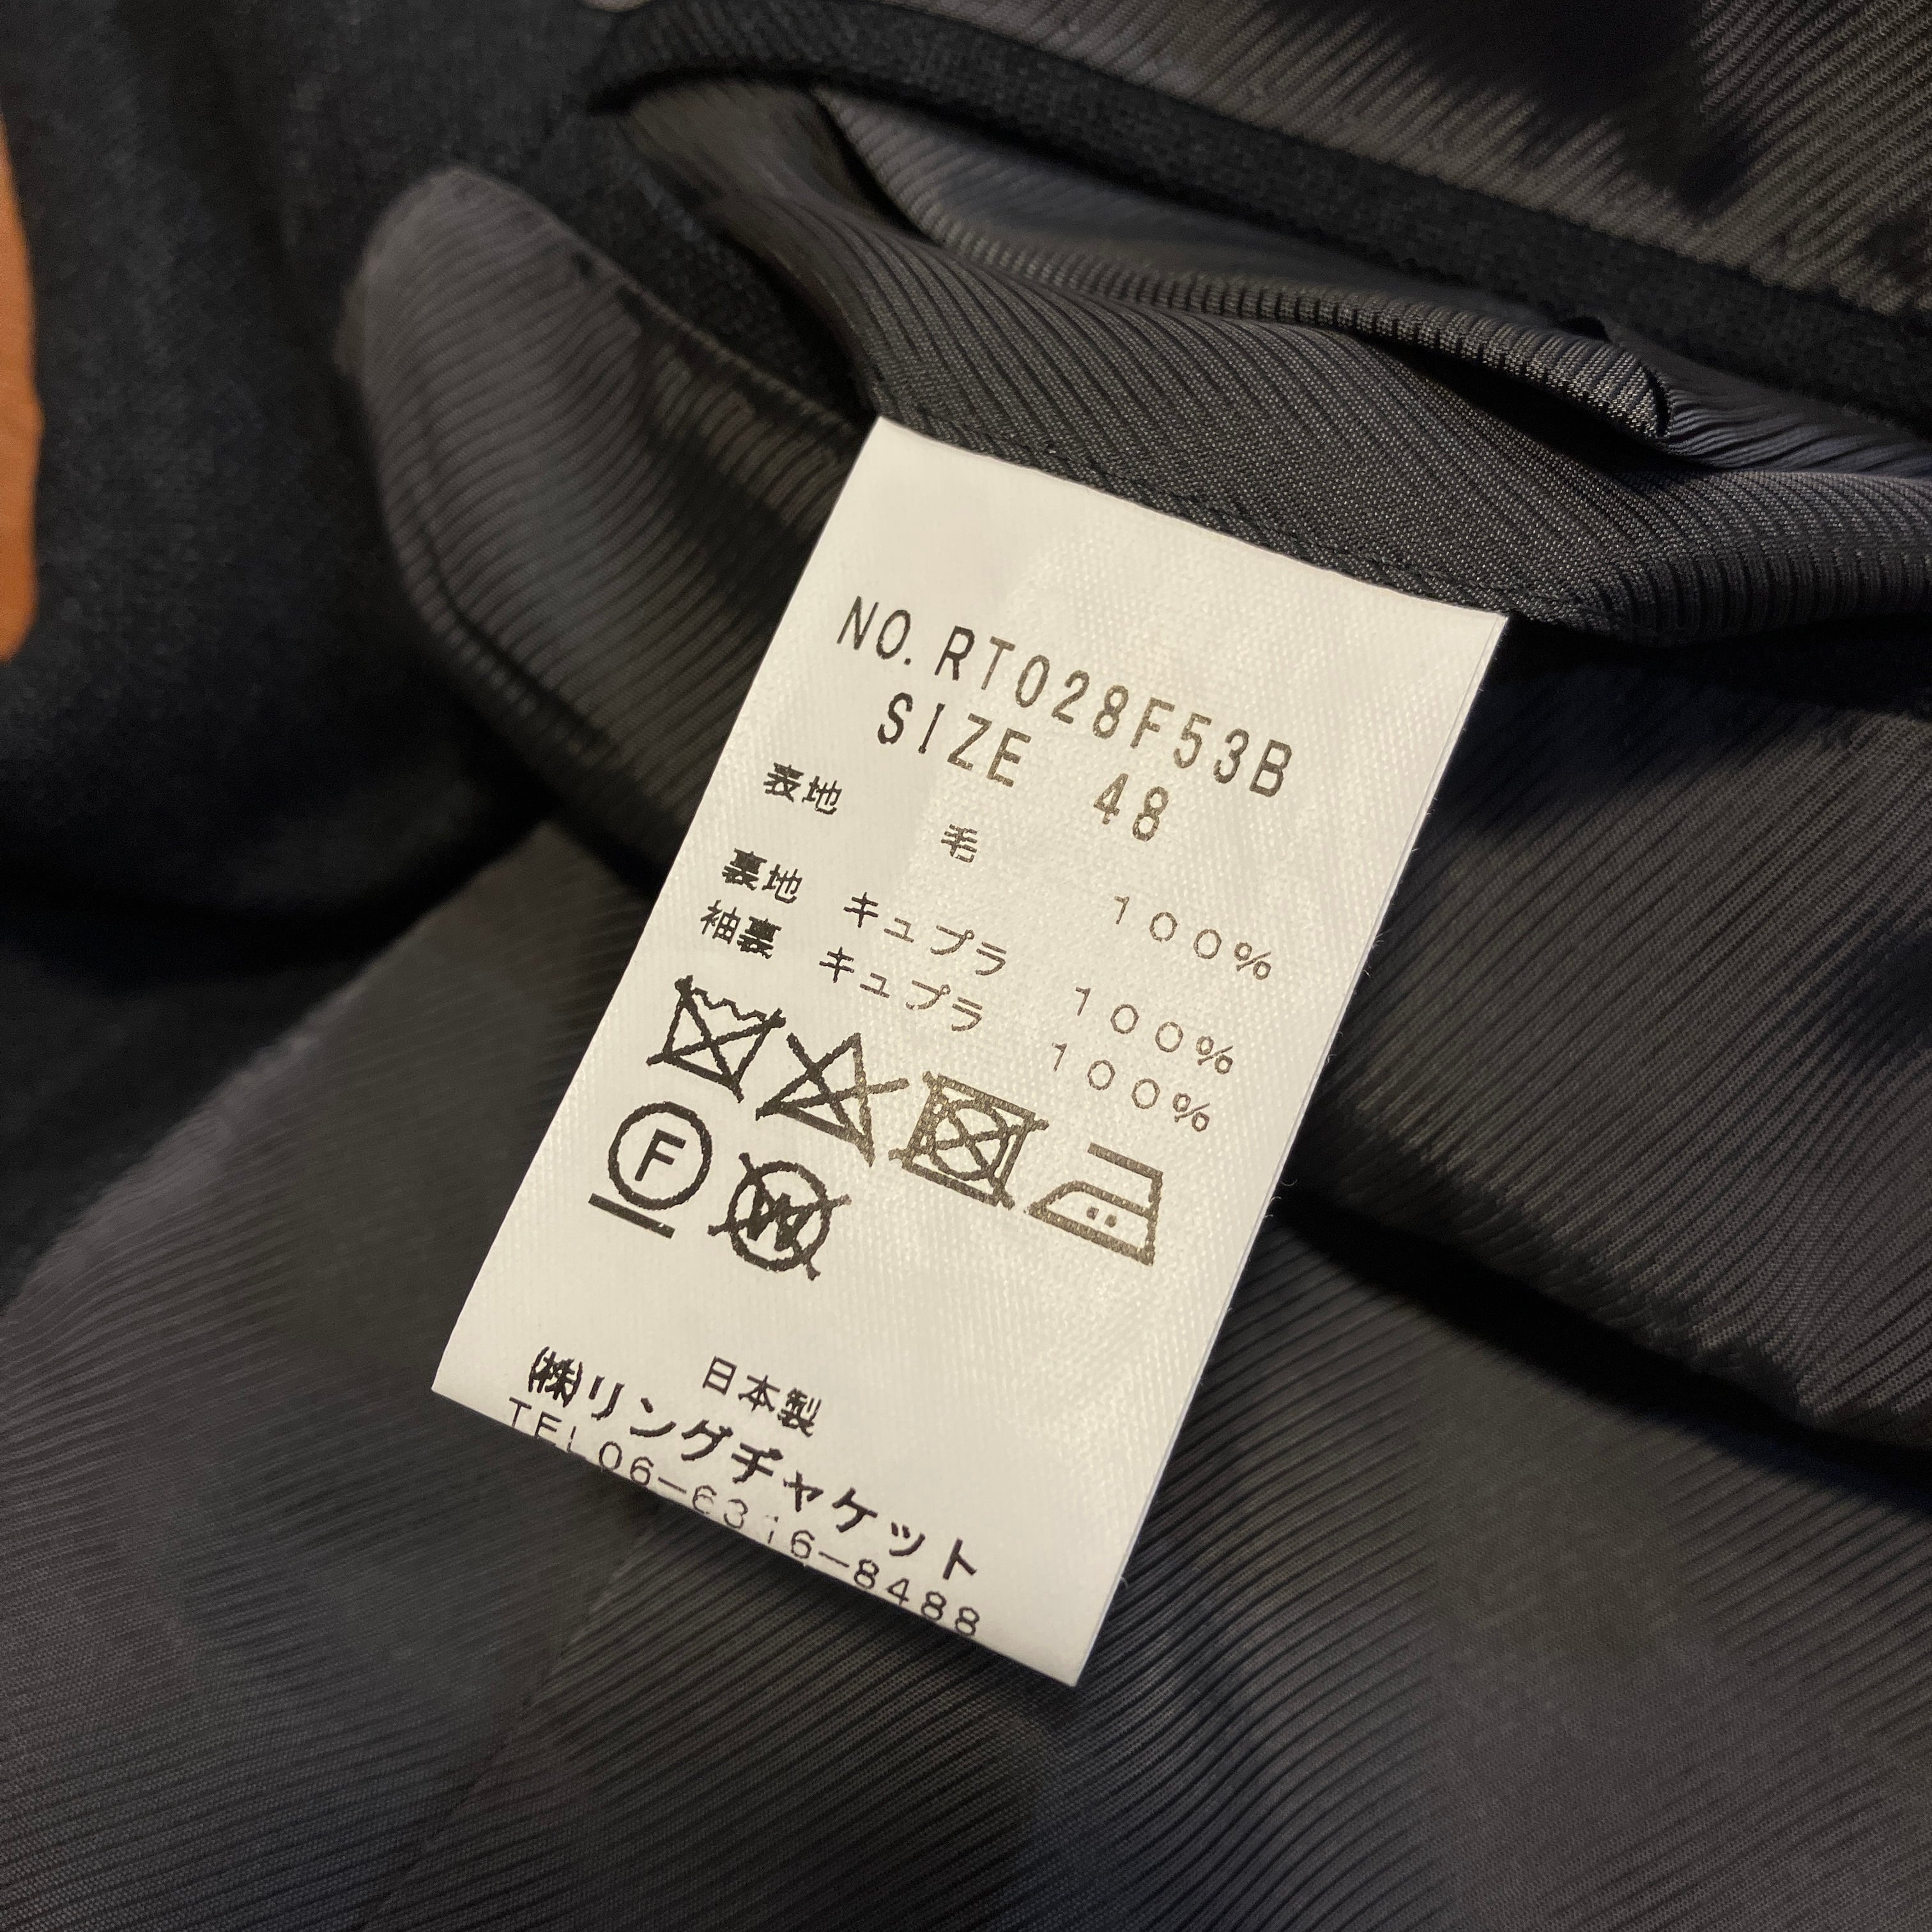 NO.RT028F53B
SIZE 48
表地 毛 100%
裏地 キュプラ 100%
袖裏 キュプラ 100%
F W
日本製
㈱リングヂャケット
TEL06-6316-8488